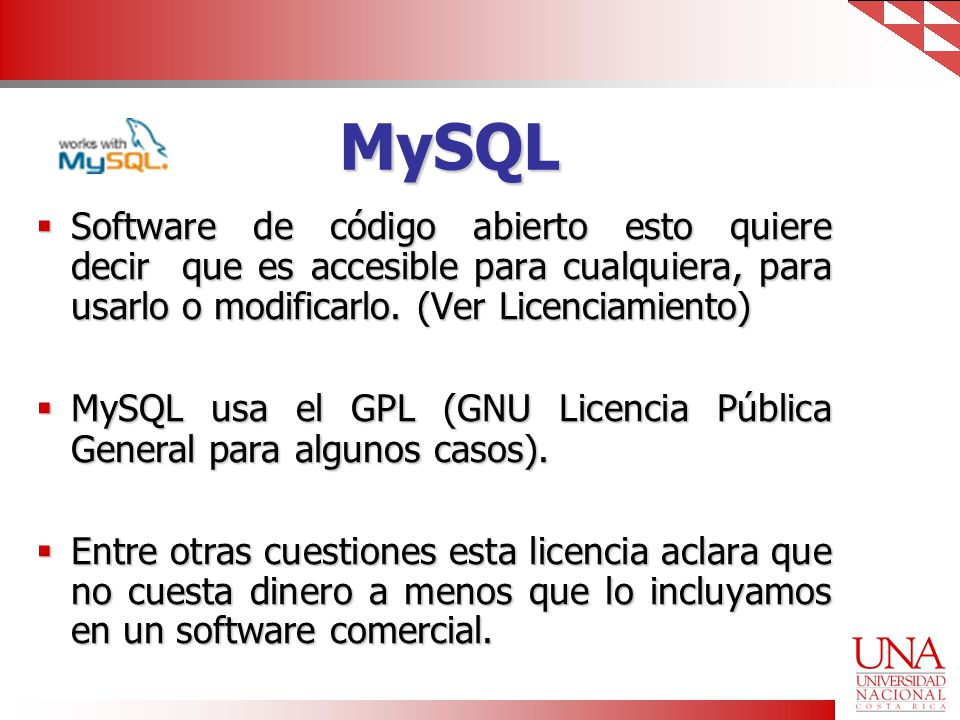 works with
MySQL.
MySQL
▪ Software de código abierto esto quiere
decir que es accesible para cualquiera, para
usarlo o modificarlo. (Ver Licenciamiento)
▪ MySQL usa el GPL (GNU Licencia Pública
General para algunos casos).
▪ Entre otras cuestiones esta licencia aclara que
no cuesta dinero a menos que lo incluyamos
en un software comercial.
UNA
UNIVERSIDAD
NACIONAL
COSTA RICA